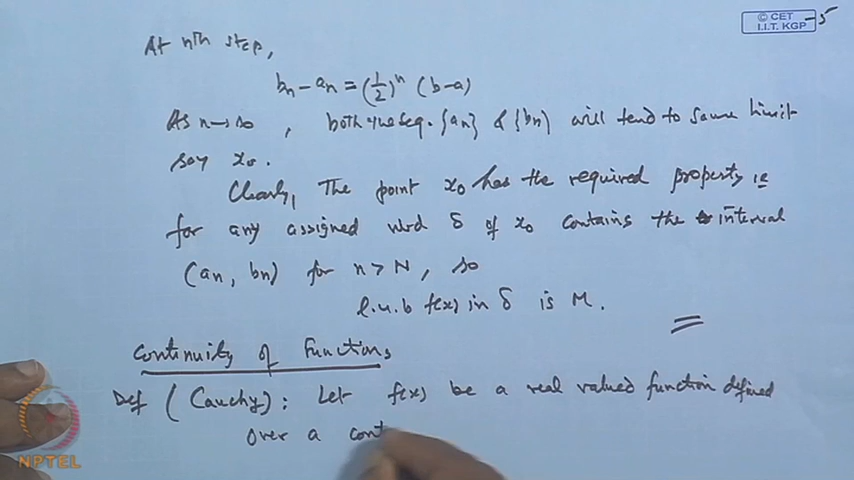 © CET
I.I.T. KGP
-5
At nth step,
bn - an = (1/2)^n (b-a)
As n→∞, both the seq. {an} & {bn} will tend to same limit
say x0.
Clearly, The point x0 has the required property ie
for any assigned nbd δ of x0 contains the interval
(an, bn) for n > N, so
l.u.b f(x) in δ is M.
Continuity of Functions
Def (Cauchy): Let f(x) be a real valued function defined
over a cont
NPTEL